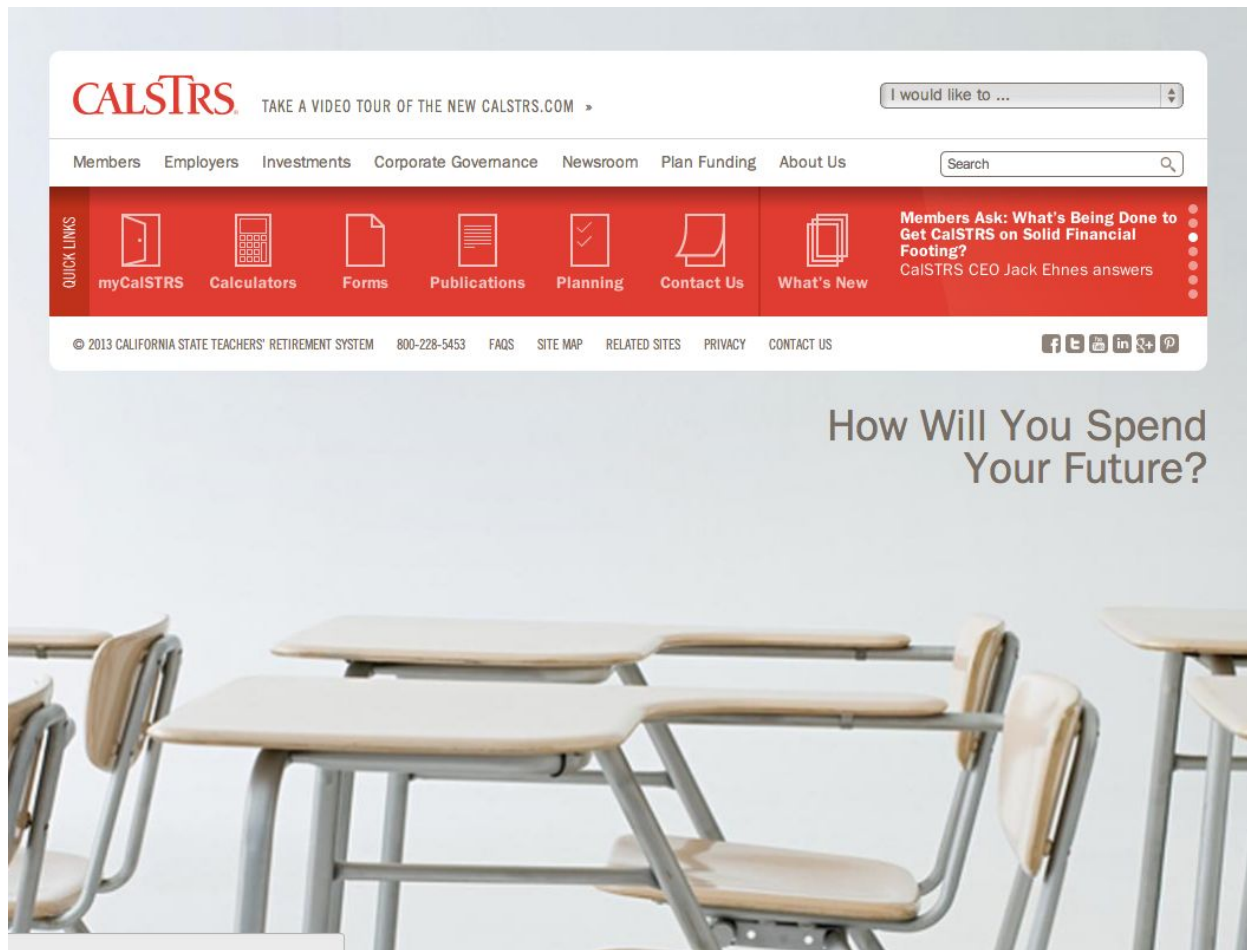 CALSTRS
TAKE A VIDEO TOUR OF THE NEW CALSTRS.COM »
I would like to ...
Members Employers Investments Corporate Governance Newsroom Plan Funding About Us
Search
QUICK LINKS
myCalSTRS Calculators Forms Publications Planning Contact Us What's New
Members Ask: What's Being Done to
Get CalSTRS on Solid Financial
Footing?
CalSTRS CEO Jack Ehnes answers
© 2013 CALIFORNIA STATE TEACHERS' RETIREMENT SYSTEM 800-228-5453 FAQS SITE MAP RELATED SITES PRIVACY CONTACT US
How Will You Spend
Your Future?